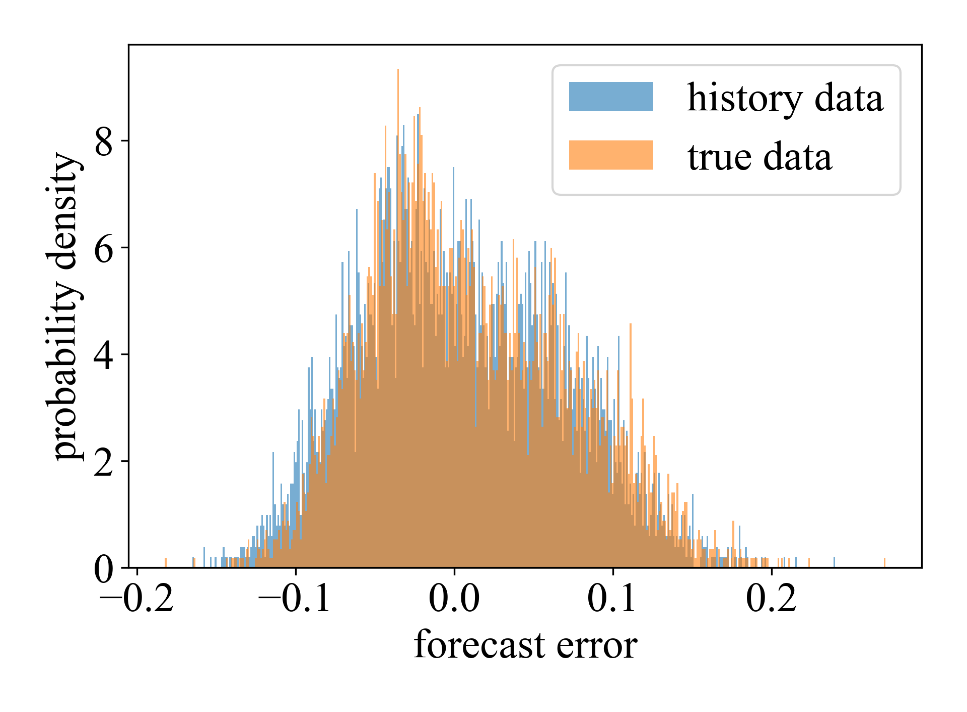 history data
true data
probability density
8
6
4
2
0
−0.2
−0.1
0.0
0.1
0.2
forecast error